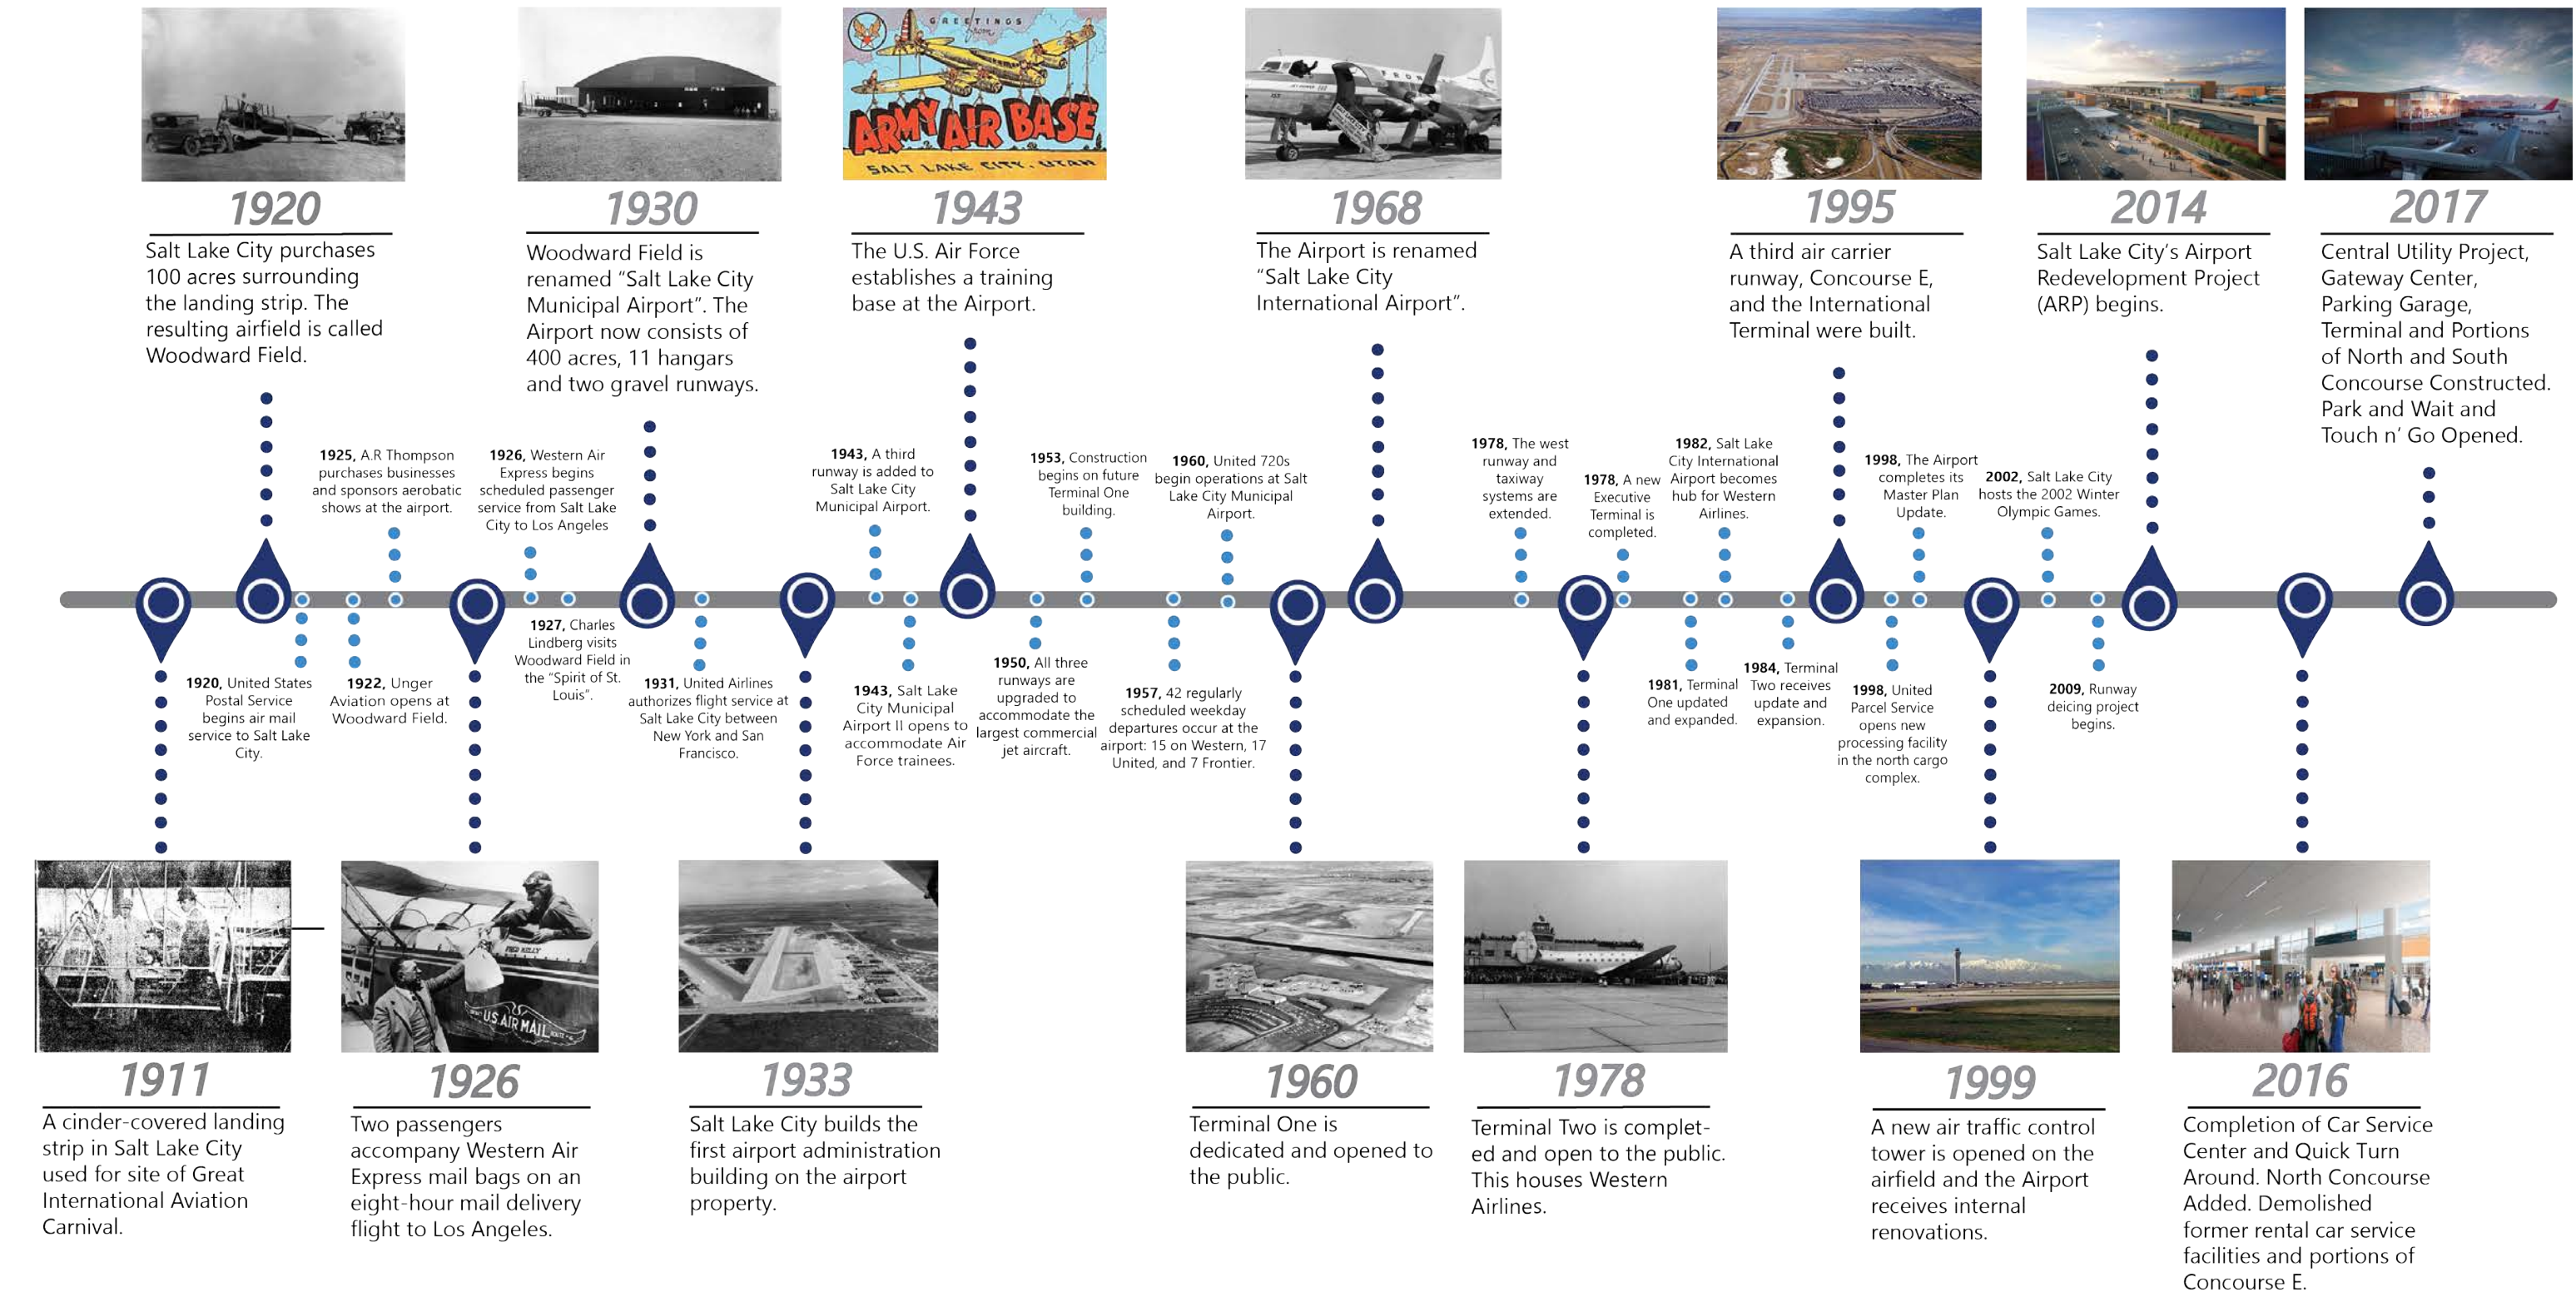 GREETINGS
from
ARMY AIR BASE
SALT LAKE CITY, UTAH
FRON
1920
Salt Lake City purchases
100 acres surrounding
the landing strip. The
resulting airfield is called
Woodward Field.
1930
Woodward Field is
renamed “Salt Lake City
Municipal Airport”. The
Airport now consists of
400 acres, 11 hangars
and two gravel runways.
1943
The U.S. Air Force
establishes a training
base at the Airport.
1968
The Airport is renamed
“Salt Lake City
International Airport”.
1995
A third air carrier
runway, Concourse E,
and the International
Terminal were built.
2014
Salt Lake City’s Airport
Redevelopment Project
(ARP) begins.
2017
Central Utility Project,
Gateway Center,
Parking Garage,
Terminal and Portions
of North and South
Concourse Constructed.
Park and Wait and
Touch n’ Go Opened.
1925, A.R Thompson
purchases businesses
and sponsors aerobatic
shows at the airport.
1926, Western Air
Express begins
scheduled passenger
service from Salt Lake
City to Los Angeles
1943, A third
runway is added to
Salt Lake City
Municipal Airport.
1953, Construction
begins on future
Terminal One
building.
1960, United 720s
begin operations at Salt
Lake City Municipal
Airport.
1978, The west
runway and
taxiway
systems are
extended.
1978, A new
Executive
Terminal is
completed.
1982, Salt Lake
City International
Airport becomes
hub for Western
Airlines.
1998, The Airport
completes its
Master Plan
Update.
2002, Salt Lake City
hosts the 2002 Winter
Olympic Games.
1920, United States
Postal Service
begins air mail
service to Salt Lake
City.
1922, Unger
Aviation opens at
Woodward Field.
1927, Charles
Lindberg visits
Woodward Field in
the “Spirit of St.
Louis”.
1931, United Airlines
authorizes flight service at
Salt Lake City between
New York and San
Francisco.
1943, Salt Lake
City Municipal
Airport II opens to
accommodate Air
Force trainees.
1950, All three
runways are
upgraded to
accommodate the
largest commercial
jet aircraft.
1957, 42 regularly
scheduled weekday
departures occur at the
airport: 15 on Western, 17
United, and 7 Frontier.
1981, Terminal
One updated
and expanded.
1984, Terminal
Two receives
update and
expansion.
1998, United
Parcel Service
opens new
processing facility
in the north cargo
complex.
2009, Runway
deicing project
begins.
FRED KELLY
U.S. AIR MAIL
1911
A cinder-covered landing
strip in Salt Lake City
used for site of Great
International Aviation
Carnival.
1926
Two passengers
accompany Western Air
Express mail bags on an
eight-hour mail delivery
flight to Los Angeles.
1933
Salt Lake City builds the
first airport administration
building on the airport
property.
1960
Terminal One is
dedicated and opened to
the public.
1978
Terminal Two is complet-
ed and open to the public.
This houses Western
Airlines.
1999
A new air traffic control
tower is opened on the
airfield and the Airport
receives internal
renovations.
2016
Completion of Car Service
Center and Quick Turn
Around. North Concourse
Added. Demolished
former rental car service
facilities and portions of
Concourse E.